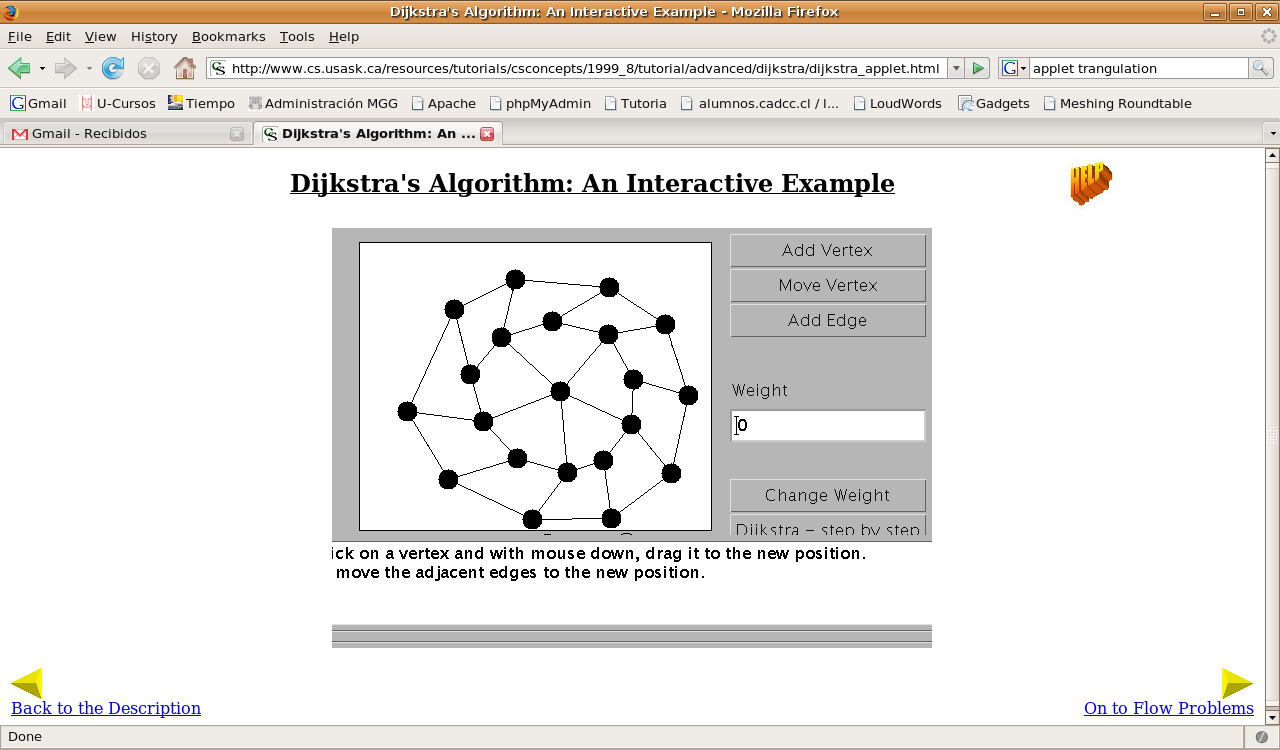 Dijkstra's Algorithm: An Interactive Example - Mozilla Firefox
File Edit View History Bookmarks Tools Help
http://www.cs.usask.ca/resources/tutorials/csconcepts/1999_8/tutorial/advanced/dijkstra/dijkstra_applet.html applet trangulation
Gmail U-Cursos Tiempo Administración MGG Apache phpMyAdmin Tutoria alumnos.cadcc.cl / l... LoudWords Gadgets Meshing Roundtable
Gmail - Recibidos Dijkstra's Algorithm: An ...
Dijkstra's Algorithm: An Interactive Example
HELP
Add Vertex
Move Vertex
Add Edge
Weight
0
Change Weight
Dijkstra – step by step
ick on a vertex and with mouse down, drag it to the new position.
move the adjacent edges to the new position.
Back to the Description
On to Flow Problems
Done